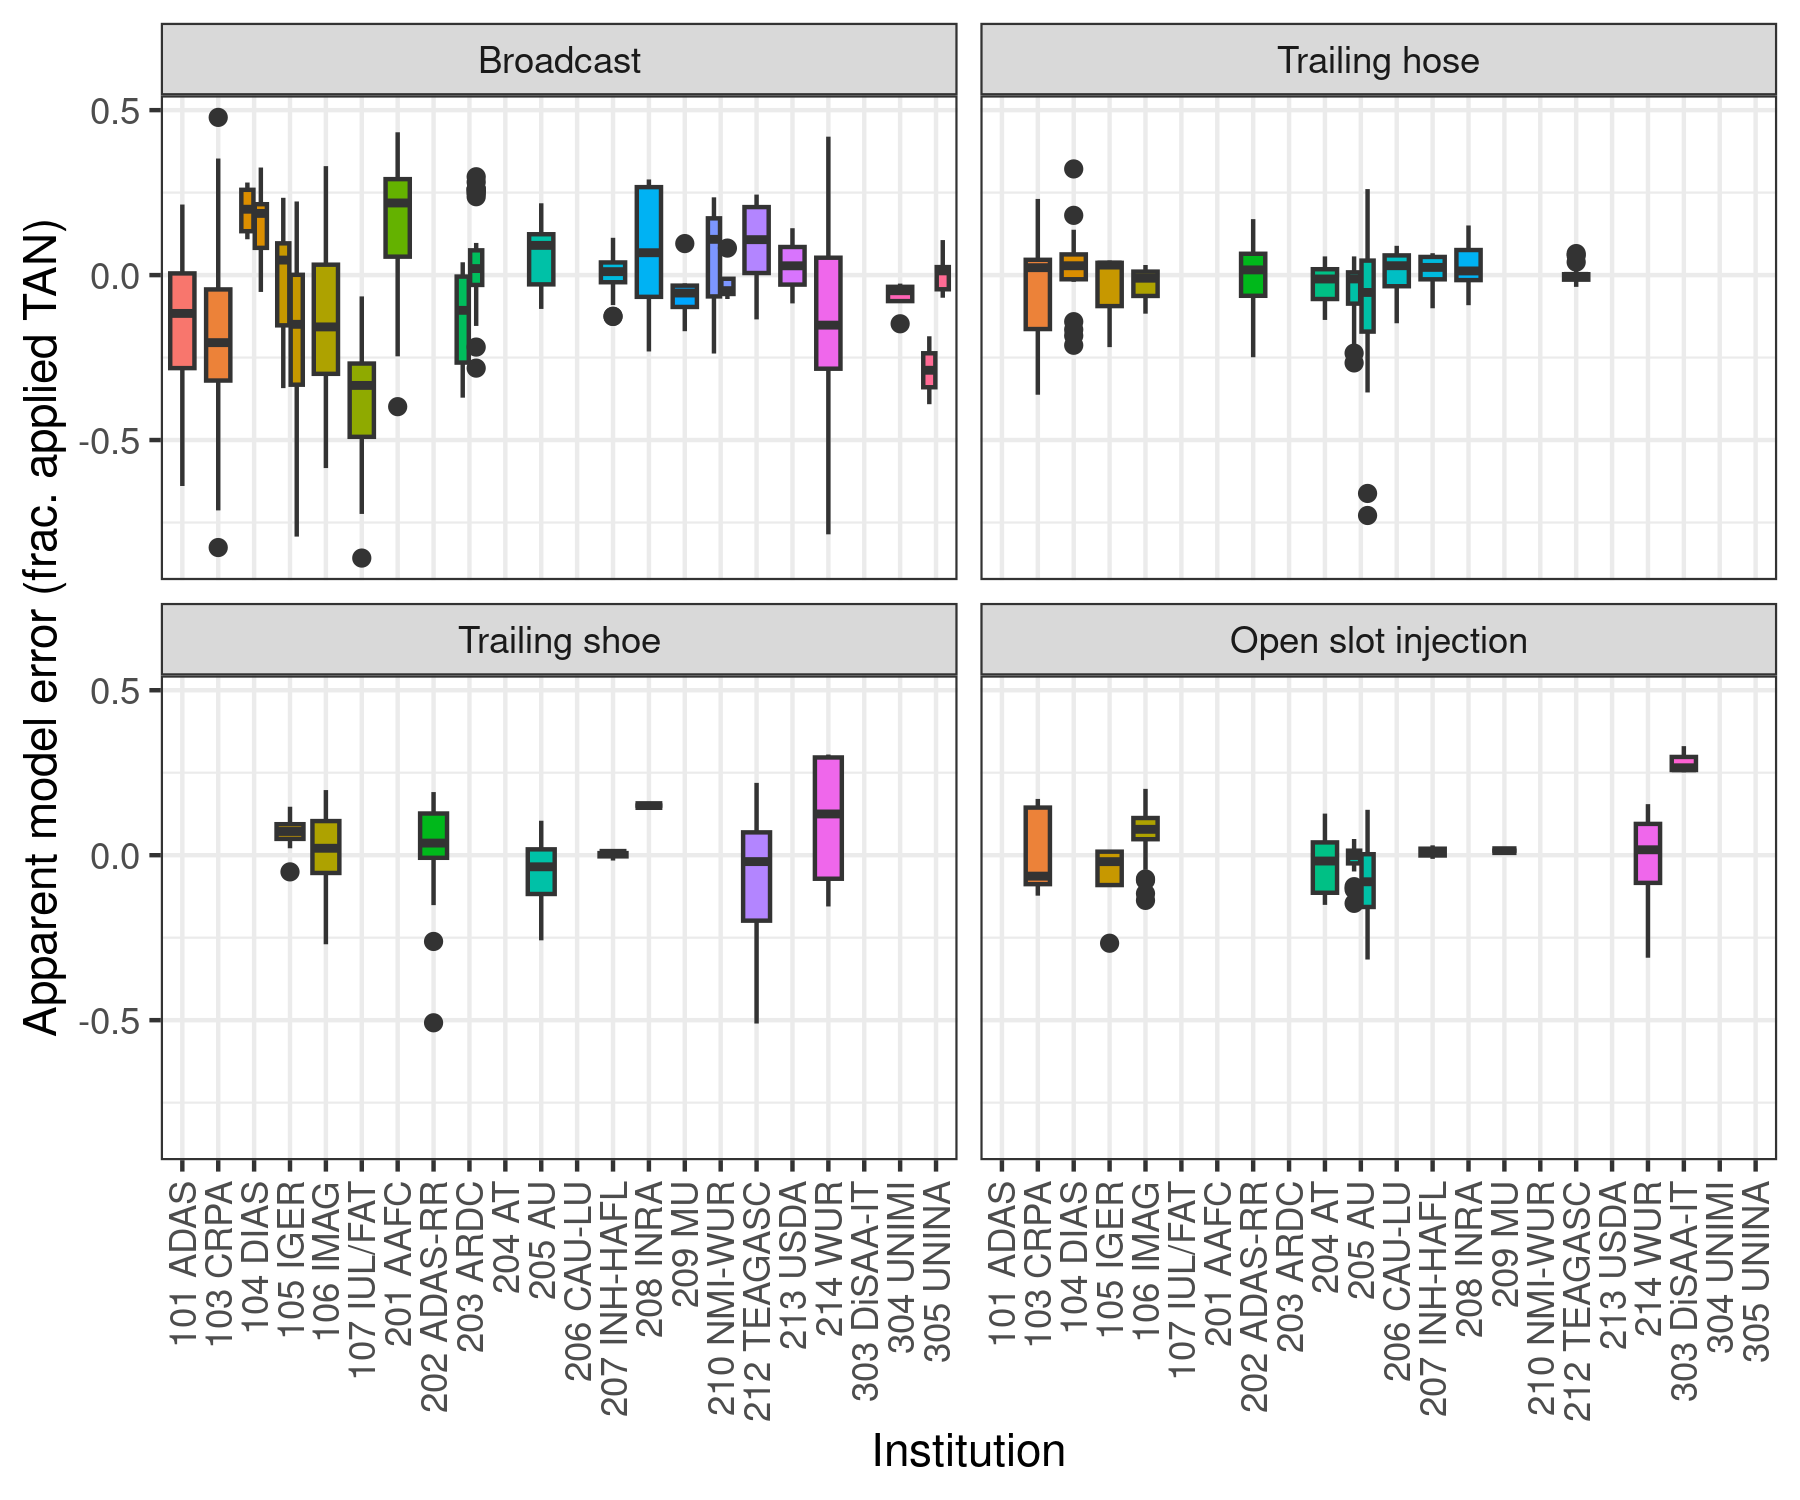 Broadcast
Trailing hose
0.5
0.0
-0.5
Trailing shoe
Open slot injection
0.5
0.0
-0.5
Apparent model error (frac. applied TAN)
101 ADAS
103 CRPA
104 DIAS
105 IGER
106 IMAG
107 IUL/FAT
201 AAFC
202 ADAS-RR
203 ARDC
204 AT
205 AU
206 CAU-LU
207 INH-HAFL
208 INRA
209 MU
210 NMI-WUR
212 TEAGASC
213 USDA
214 WUR
303 DiSAA-IT
304 UNIMI
305 UNINA
101 ADAS
103 CRPA
104 DIAS
105 IGER
106 IMAG
107 IUL/FAT
201 AAFC
202 ADAS-RR
203 ARDC
204 AT
205 AU
206 CAU-LU
207 INH-HAFL
208 INRA
209 MU
210 NMI-WUR
212 TEAGASC
213 USDA
214 WUR
303 DiSAA-IT
304 UNIMI
305 UNINA
Institution